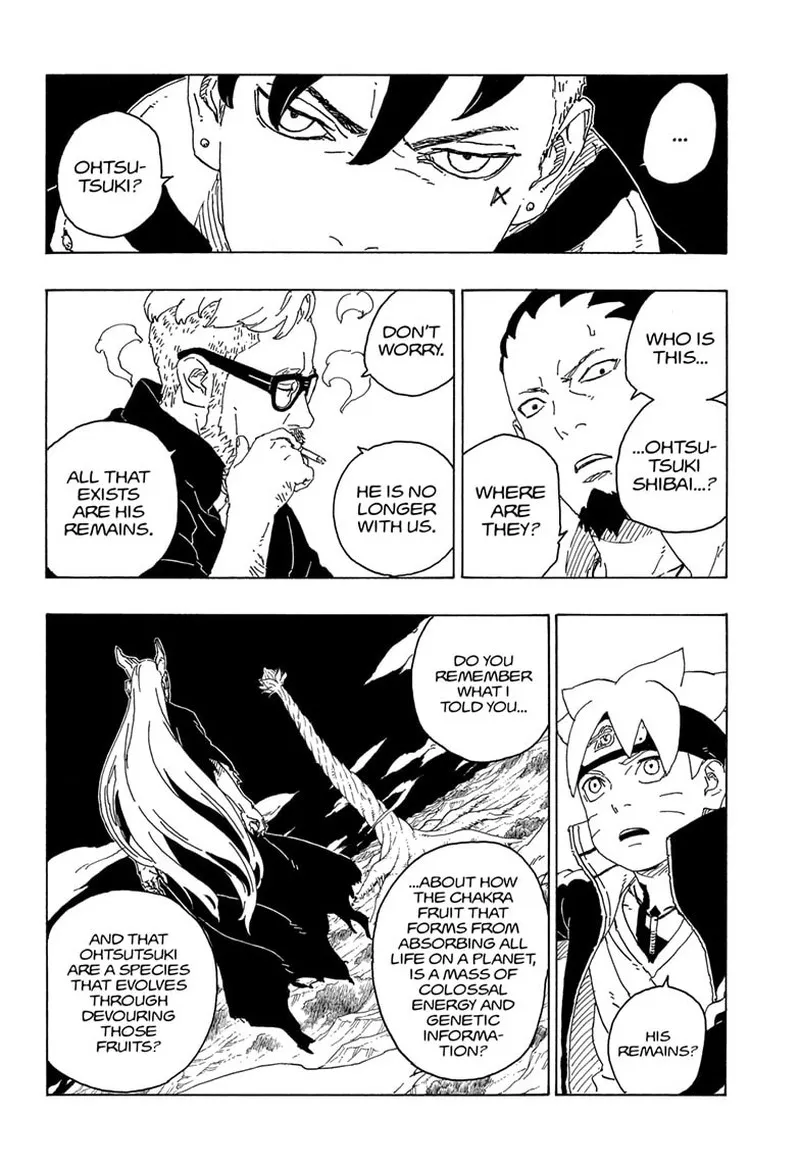 ...
OHTSU-
TSUKI?
WHO IS
THIS...
...OHTSU-
TSUKI
SHIBAI...?
WHERE
ARE
THEY?
DON'T
WORRY.
HE IS NO
LONGER
WITH US.
ALL THAT
EXISTS
ARE HIS
REMAINS.
HIS
REMAINS?
DO YOU
REMEMBER
WHAT I
TOLD YOU...
...ABOUT HOW
THE CHAKRA
FRUIT THAT
FORMS FROM
ABSORBING ALL
LIFE ON A PLANET,
IS A MASS OF
COLOSSAL
ENERGY AND
GENETIC
INFORMA-
TION?
AND THAT
OHTSUTSUKI
ARE A SPECIES
THAT EVOLVES
THROUGH
DEVOURING
THOSE
FRUITS?